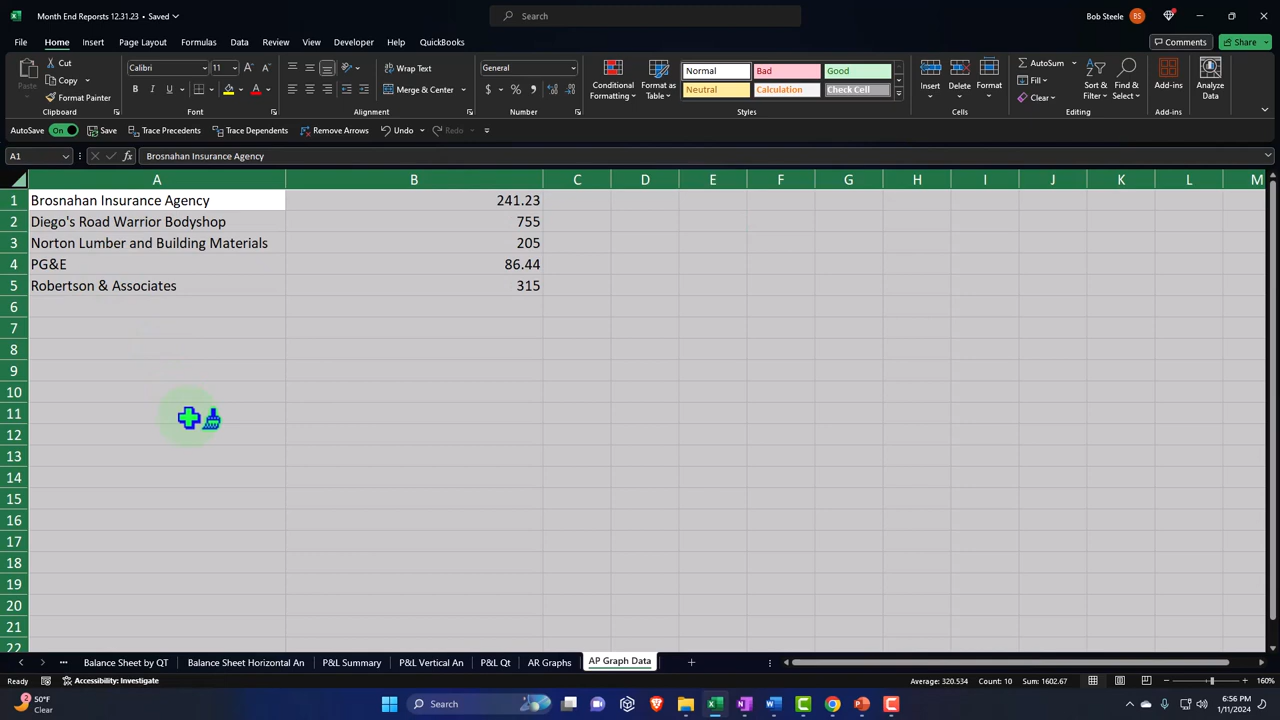 Month End Reporsts 12.31.23 • Saved
Search
Bob Steele BS
File Home Insert Page Layout Formulas Data Review View Developer Help QuickBooks
Comments Share
Paste
Cut
Copy
Format Painter
Clipboard
Calibri 11
B I U
Font
Wrap Text
Merge & Center
Alignment
General
Number
Conditional Formatting
Format as Table
Normal Bad Good
Neutral Calculation Check Cell
Styles
Insert Delete Format
Cells
AutoSum
Fill
Clear
Sort & Filter
Find & Select
Editing
Add-ins
Add-ins
Analyze Data
AutoSave On Save Trace Precedents Trace Dependents Remove Arrows Undo Redo
A1 fx Brosnahan Insurance Agency
A B C D E F G H I J K L M
1 Brosnahan Insurance Agency 241.23
2 Diego's Road Warrior Bodyshop 755
3 Norton Lumber and Building Materials 205
4 PG&E 86.44
5 Robertson & Associates 315
6
7
8
9
10
11
12
13
14
15
16
17
18
19
20
21
22
Balance Sheet by QT Balance Sheet Horizontal An P&L Summary P&L Vertical An P&L Qt AR Graphs AP Graph Data
Ready Accessibility: Investigate Average: 320.534 Count: 10 Sum: 1602.67 160%
2 50°F
Clear
Search
6:56 PM
1/11/2024